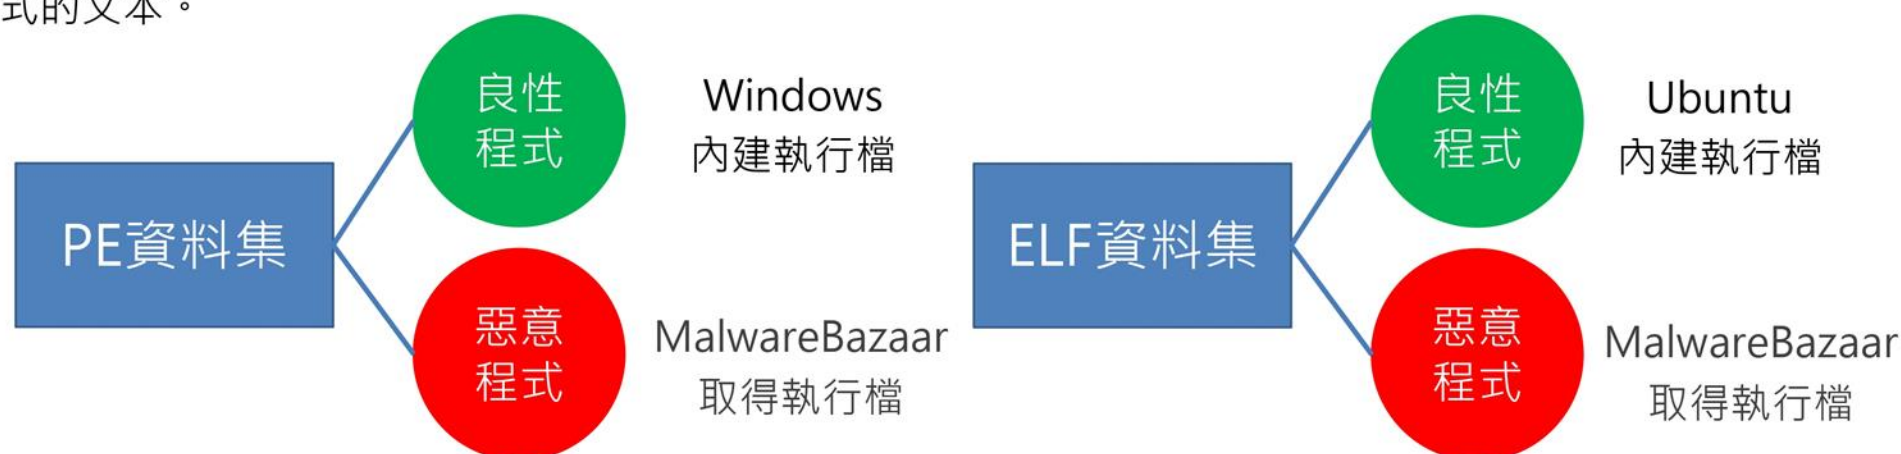 式的文本。
PE資料集
良性
程式
Windows
內建執行檔
惡意
程式
MalwareBazaar
取得執行檔
ELF資料集
良性
程式
Ubuntu
內建執行檔
惡意
程式
MalwareBazaar
取得執行檔